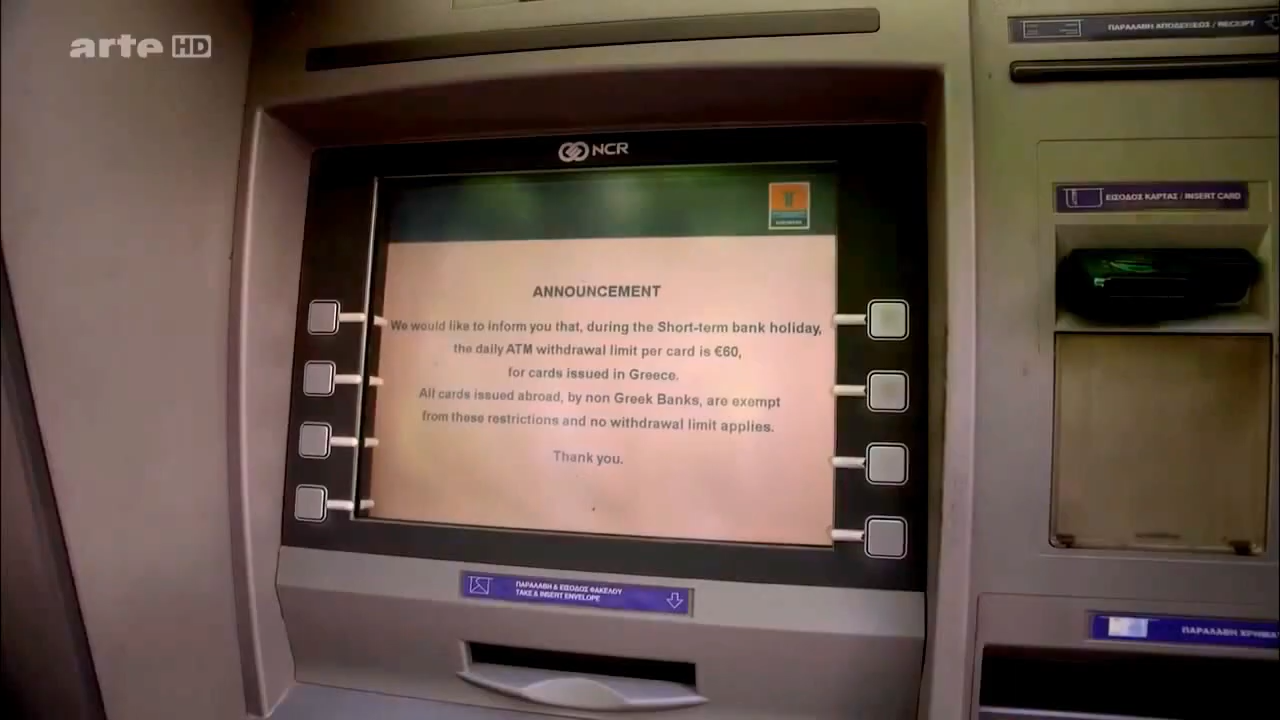 arte HD
ΠΑΡΑΛΑΒΗ ΑΠΟΔΕΙΞΕΩΣ / RECEIPT
NCR
ΕΙΣΟΔΟΣ ΚΑΡΤΑΣ / INSERT CARD
ANNOUNCEMENT
We would like to inform you that, during the Short-term bank holiday,
the daily ATM withdrawal limit per card is €60,
for cards issued in Greece.
All cards issued abroad, by non Greek Banks, are exempt
from these restrictions and no withdrawal limit applies.
Thank you.
ΠΑΡΑΛΑΒΗ & ΕΙΣΟΔΟΣ ΦΑΚΕΛΟΥ
TAKE & INSERT ENVELOPE
ΠΑΡΑΛΑΒΗ